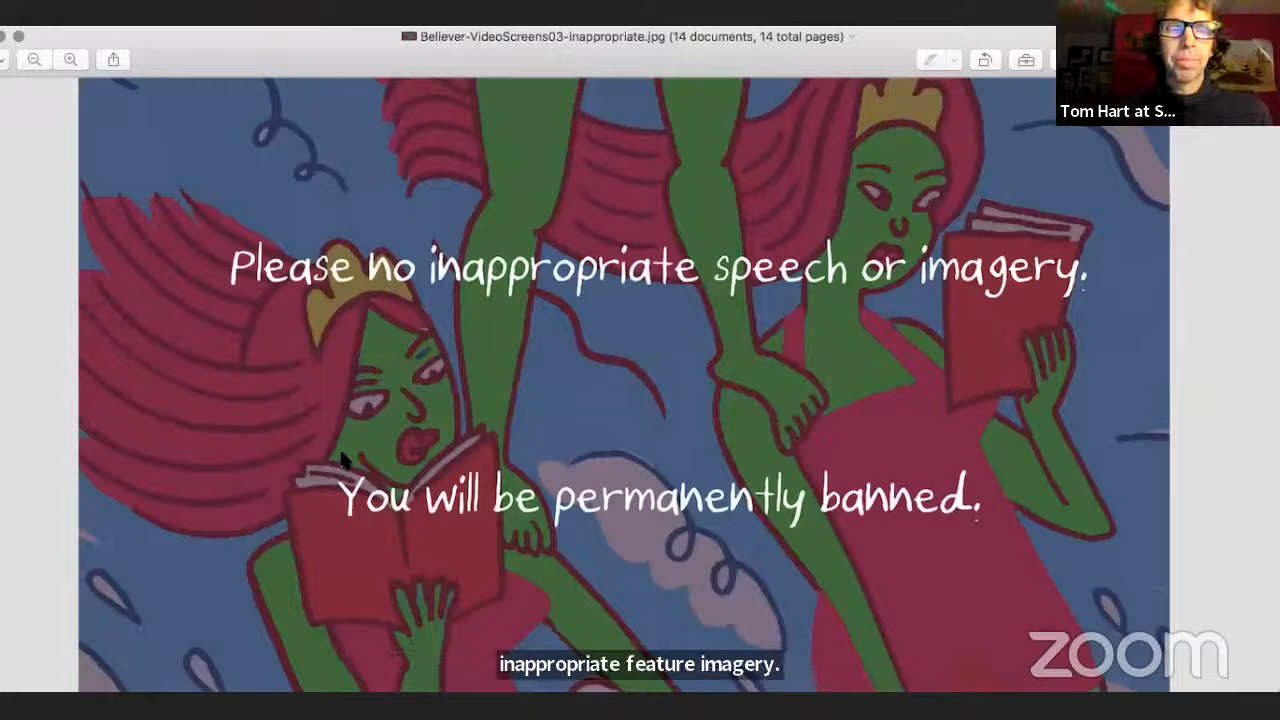 Believer-VideoScreens03-inappropriate.jpg (14 documents, 14 total pages)
Tom Hart at S...
Please no inappropriate speech or imagery.
You will be permanently banned.
zoom
inappropriate feature imagery.